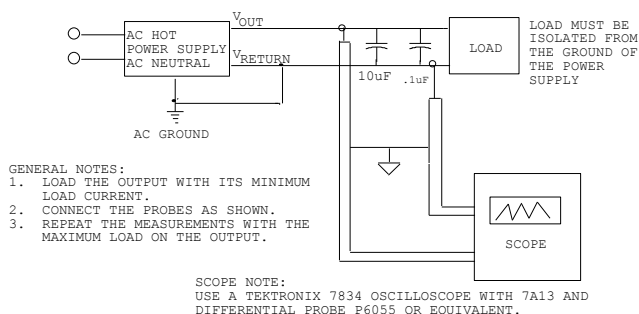 V OUT
AC HOT
POWER SUPPLY
AC NEUTRAL
V RETURN
10uF
.1uF
LOAD
LOAD MUST BE
ISOLATED FROM
THE GROUND OF
THE POWER
SUPPLY
AC GROUND
GENERAL NOTES:
1. LOAD THE OUTPUT WITH ITS MINIMUM
LOAD CURRENT.
2. CONNECT THE PROBES AS SHOWN.
3. REPEAT THE MEASUREMENTS WITH THE
MAXIMUM LOAD ON THE OUTPUT.
SCOPE
SCOPE NOTE:
USE A TEKTRONIX 7834 OSCILLOSCOPE WITH 7A13 AND
DIFFERENTIAL PROBE P6055 OR EQUIVALENT.